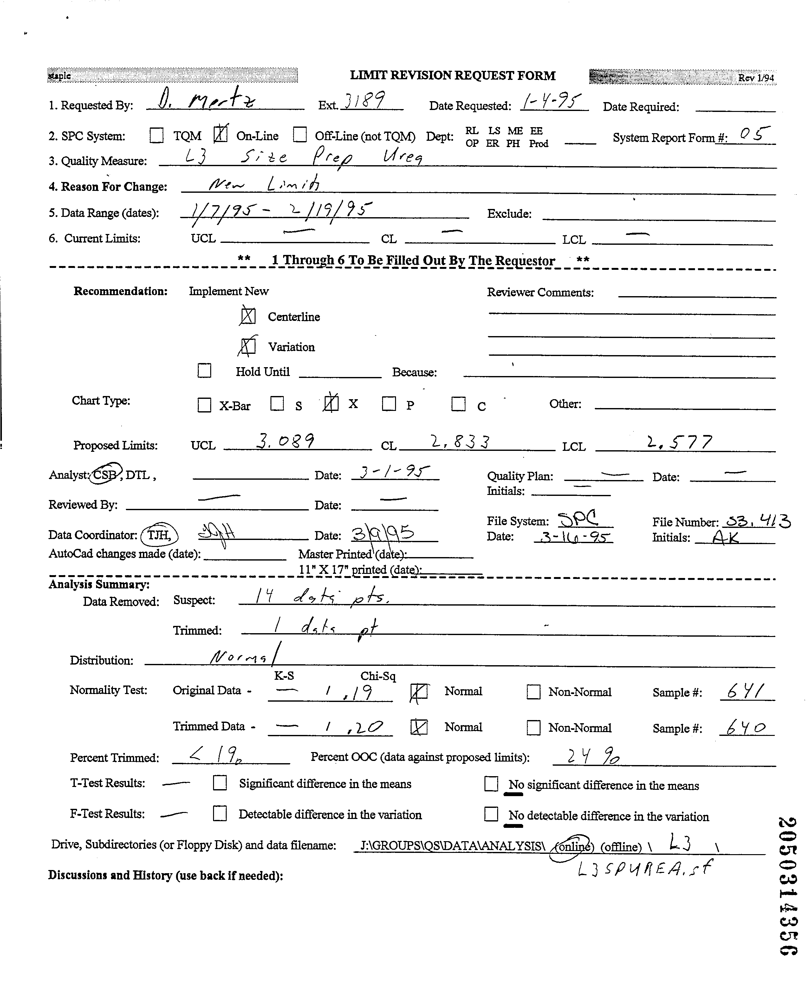 staple LIMIT REVISION REQUEST FORM Rev 1/94
1. Requested By: D. Mertz Ext. 3189 Date Requested: 1-4-95 Date Required:
2. SPC System: TQM On-Line Off-Line (not TQM) Dept: RL LS ME EE System Report Form #: 05
OP ER PH Prod
3. Quality Measure: L3 Size Prep Urea
4. Reason For Change: New Limits
5. Data Range (dates): 1/7/95 - 2/19/95 Exclude:
6. Current Limits: UCL — CL — LCL —
** 1 Through 6 To Be Filled Out By The Requestor **
Recommendation: Implement New Reviewer Comments:
Centerline
Variation
Hold Until Because:
Chart Type: X-Bar S X P C Other:
Proposed Limits: UCL 3.089 CL 2.833 LCL 2.577
Analyst: CSB, DTL, Date: 3-1-95 Quality Plan: — Date: —
Initials: —
Reviewed By: — Date: —
File System: SPC File Number: 53.413
Data Coordinator: TJH, TJH Date: 3/9/95 Date: 3-16-95 Initials: AK
AutoCad changes made (date): Master Printed (date):
11" X 17" printed (date):
Analysis Summary:
Data Removed: Suspect: 14 data pts.
Trimmed: 1 data pt
Distribution: Normal
K-S Chi-Sq
Normality Test: Original Data - — 1.19 Normal Non-Normal Sample #: 641
Trimmed Data - — 1.20 Normal Non-Normal Sample #: 640
Percent Trimmed: < 1% Percent OOC (data against proposed limits): 24 %
T-Test Results: — Significant difference in the means No significant difference in the means
F-Test Results: — Detectable difference in the variation No detectable difference in the variation
Drive, Subdirectories (or Floppy Disk) and data filename: J:\GROUPS\QS\DATA\ANALYSIS\ (online) (offline) \ L3 \
L3SPUREA.sf
Discussions and History (use back if needed):
2050314356